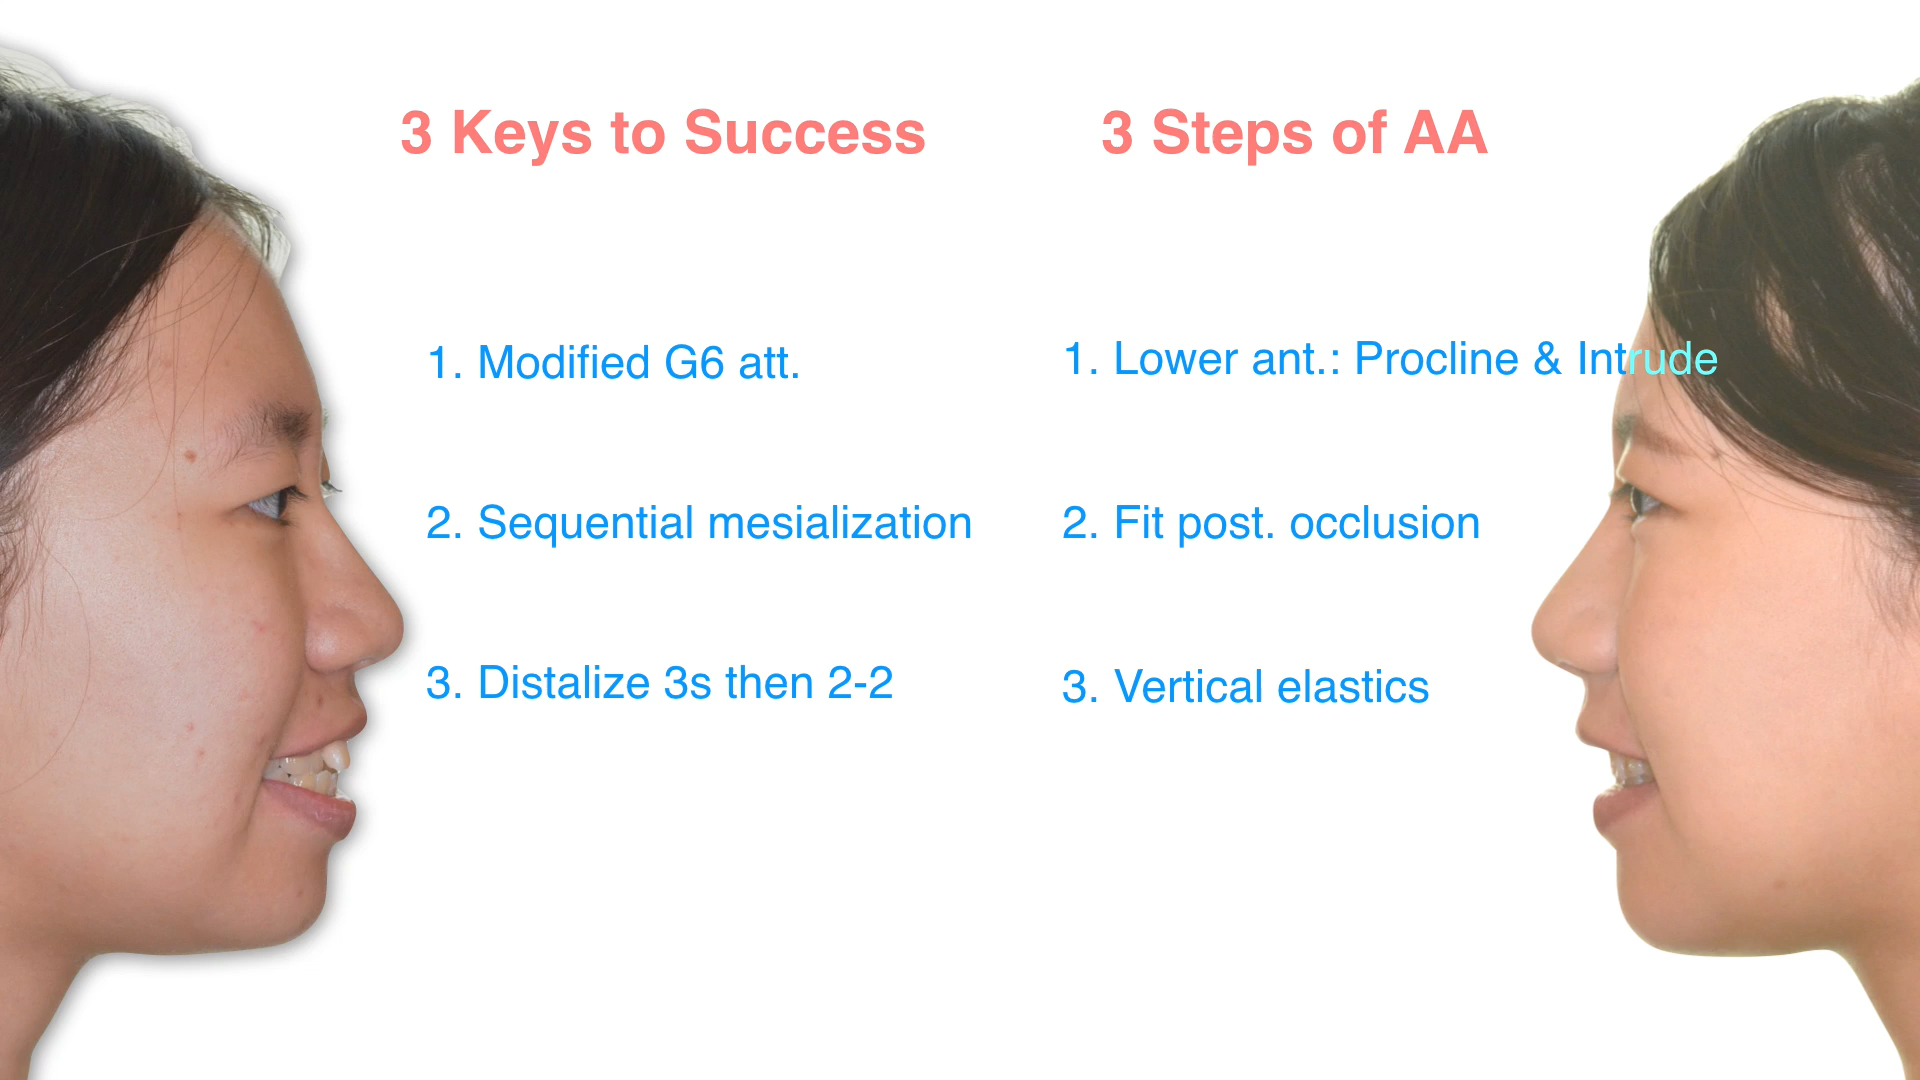 3 Keys to Success
1. Modified G6 att.
2. Sequential mesialization
3. Distalize 3s then 2-2
3 Steps of AA
1. Lower ant.: Procline & Intrude
2. Fit post. occlusion
3. Vertical elastics